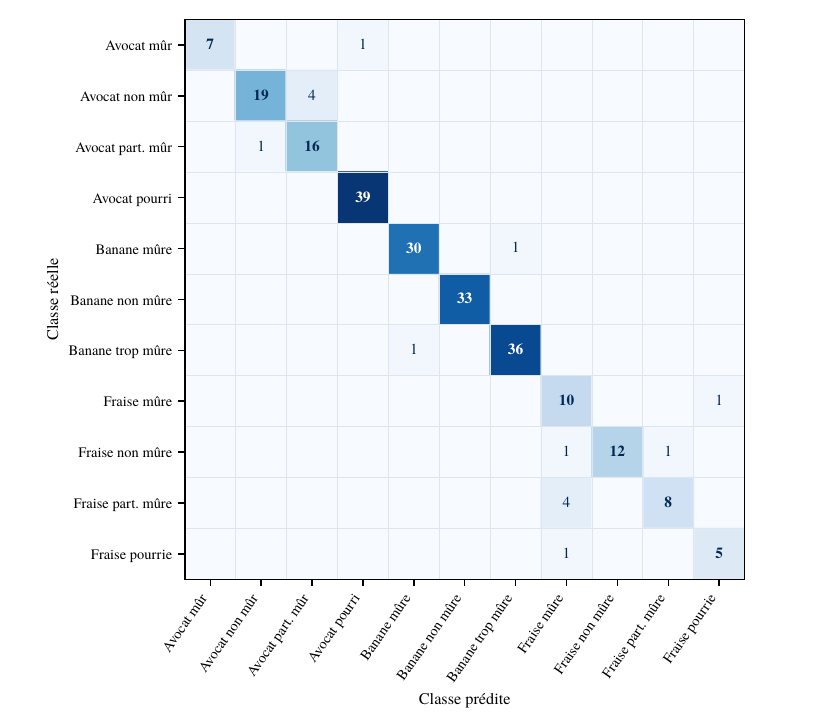 Avocat mûr 7 1
Avocat non mûr 19 4
Avocat part. mûr 1 16
Avocat pourri 39
Banane mûre 30 1
Banane non mûre 33
Banane trop mûre 1 36
Fraise mûre 10 1
Fraise non mûre 1 12 1
Fraise part. mûre 4 8
Fraise pourrie 1 5
Classe réelle
Avocat mûr
Avocat non mûr
Avocat part. mûr
Avocat pourri
Banane mûre
Banane non mûre
Banane trop mûre
Fraise mûre
Fraise non mûre
Fraise part. mûre
Fraise pourrie
Classe prédite